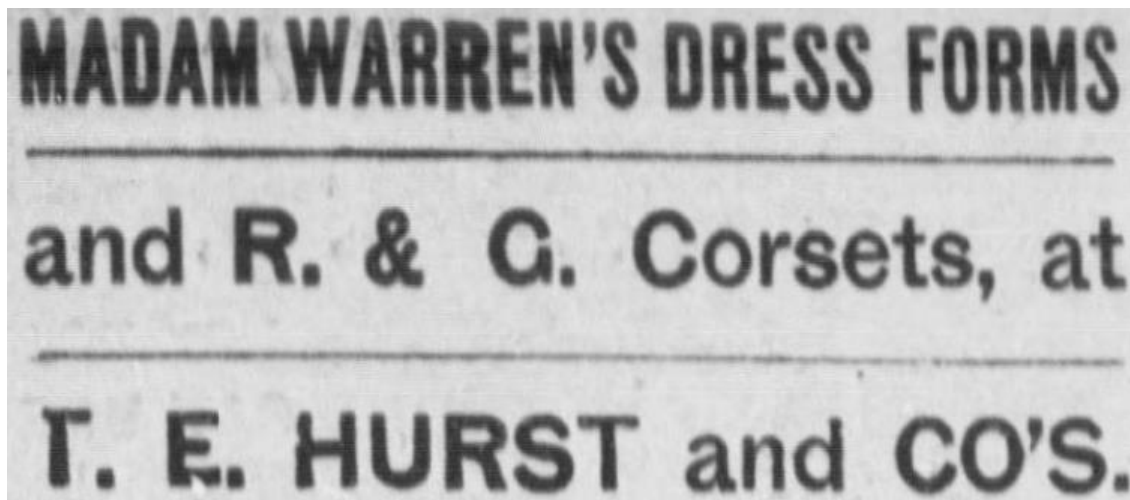 MADAM WARREN'S DRESS FORMS
and R. & G. Corsets, at
T. E. HURST and CO'S.